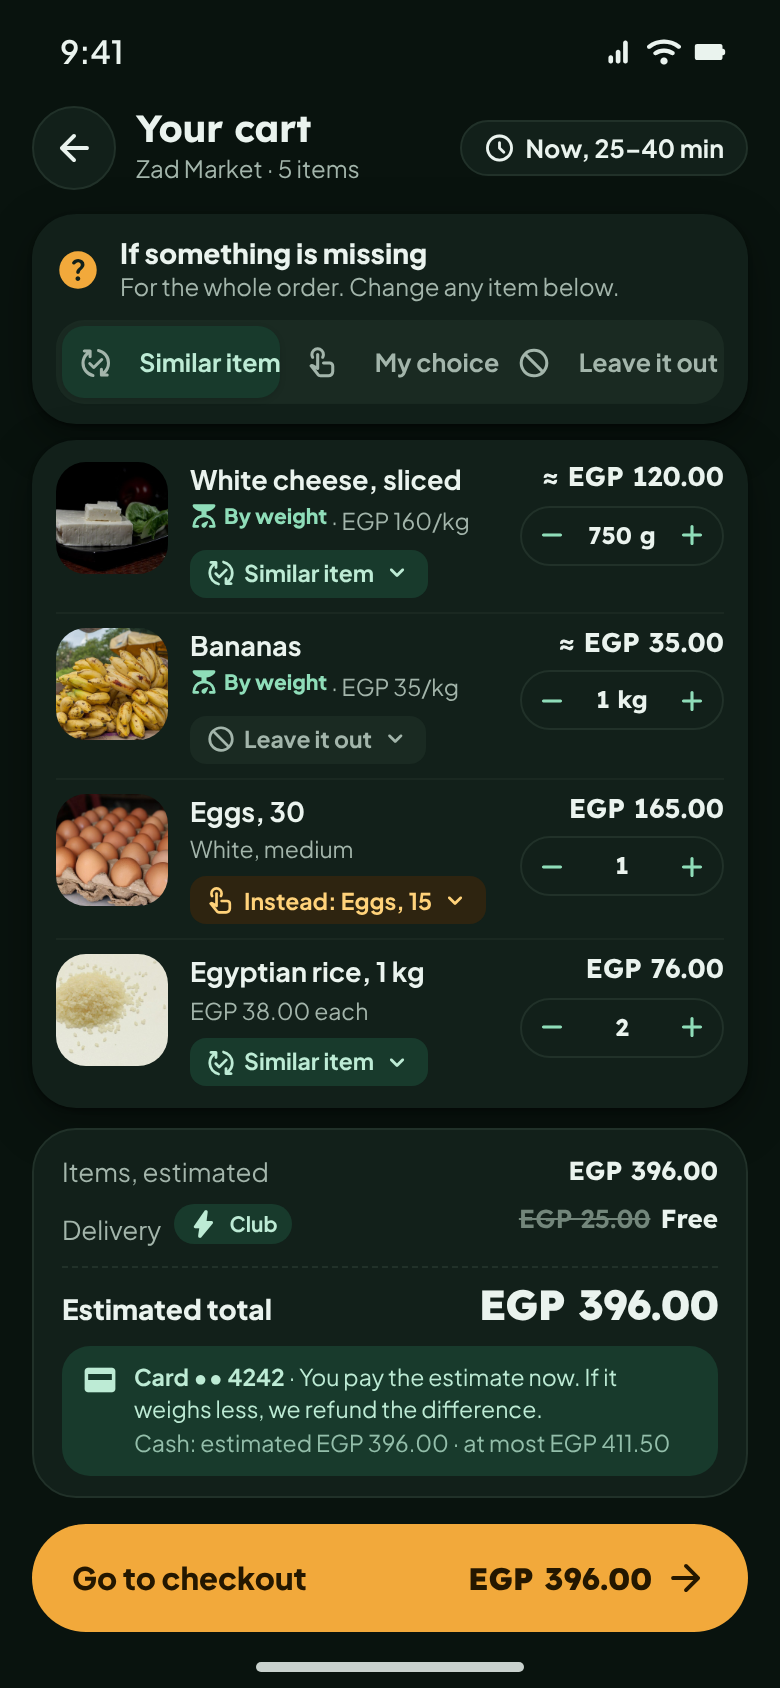 9:41
Your cart
Zad Market · 5 items
Now, 25–40 min
If something is missing
For the whole order. Change any item below.
Similar item
My choice
Leave it out
White cheese, sliced
≈ EGP 120.00
By weight · EGP 160/kg
− 750 g +
Similar item
Bananas
≈ EGP 35.00
By weight · EGP 35/kg
− 1 kg +
Leave it out
Eggs, 30
EGP 165.00
White, medium
− 1 +
Instead: Eggs, 15
Egyptian rice, 1 kg
EGP 76.00
EGP 38.00 each
− 2 +
Similar item
Items, estimated
EGP 396.00
Delivery
Club
EGP 25.00 Free
Estimated total
EGP 396.00
Card •• 4242 · You pay the estimate now. If it
weighs less, we refund the difference.
Cash: estimated EGP 396.00 · at most EGP 411.50
Go to checkout
EGP 396.00